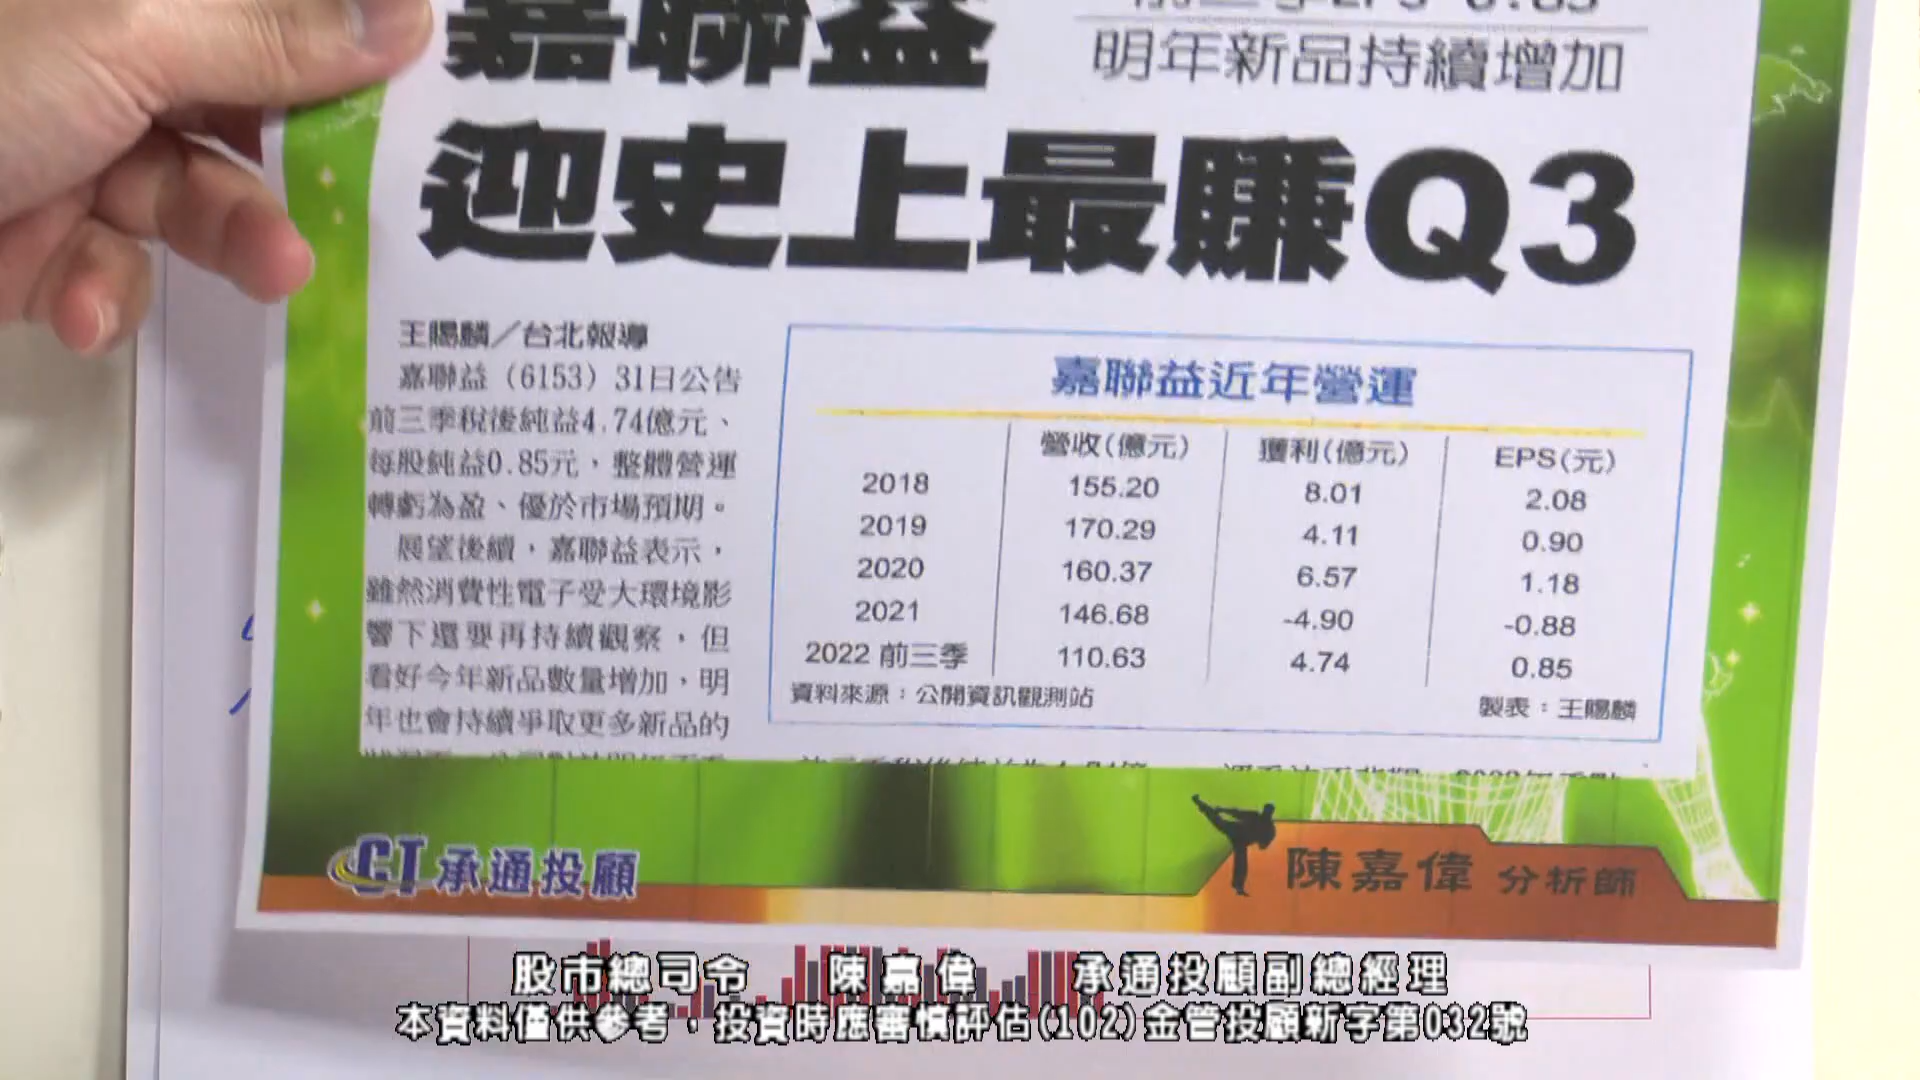 嘉聯益
明年新品持續增加
迎史上最賺Q3
王賜麟／台北報導
嘉聯益（6153）31日公告
前三季稅後純益4.74億元、
每股純益0.85元，整體營運
轉虧為盈、優於市場預期。
展望後續，嘉聯益表示，
雖然消費性電子受大環境影
響下還要再持續觀察，但
看好今年新品數量增加，明
年也會持續爭取更多新品的
嘉聯益近年營運
營收(億元) 獲利(億元) EPS(元)
2018 155.20 8.01 2.08
2019 170.29 4.11 0.90
2020 160.37 6.57 1.18
2021 146.68 -4.90 -0.88
2022 前三季 110.63 4.74 0.85
資料來源：公開資訊觀測站 製表：王賜麟
CT 承通投顧
陳嘉偉 分析師
股市總司令 陳嘉偉 承通投顧副總經理
本資料僅供參考，投資時應審慎評估(102)金管投顧新字第032號